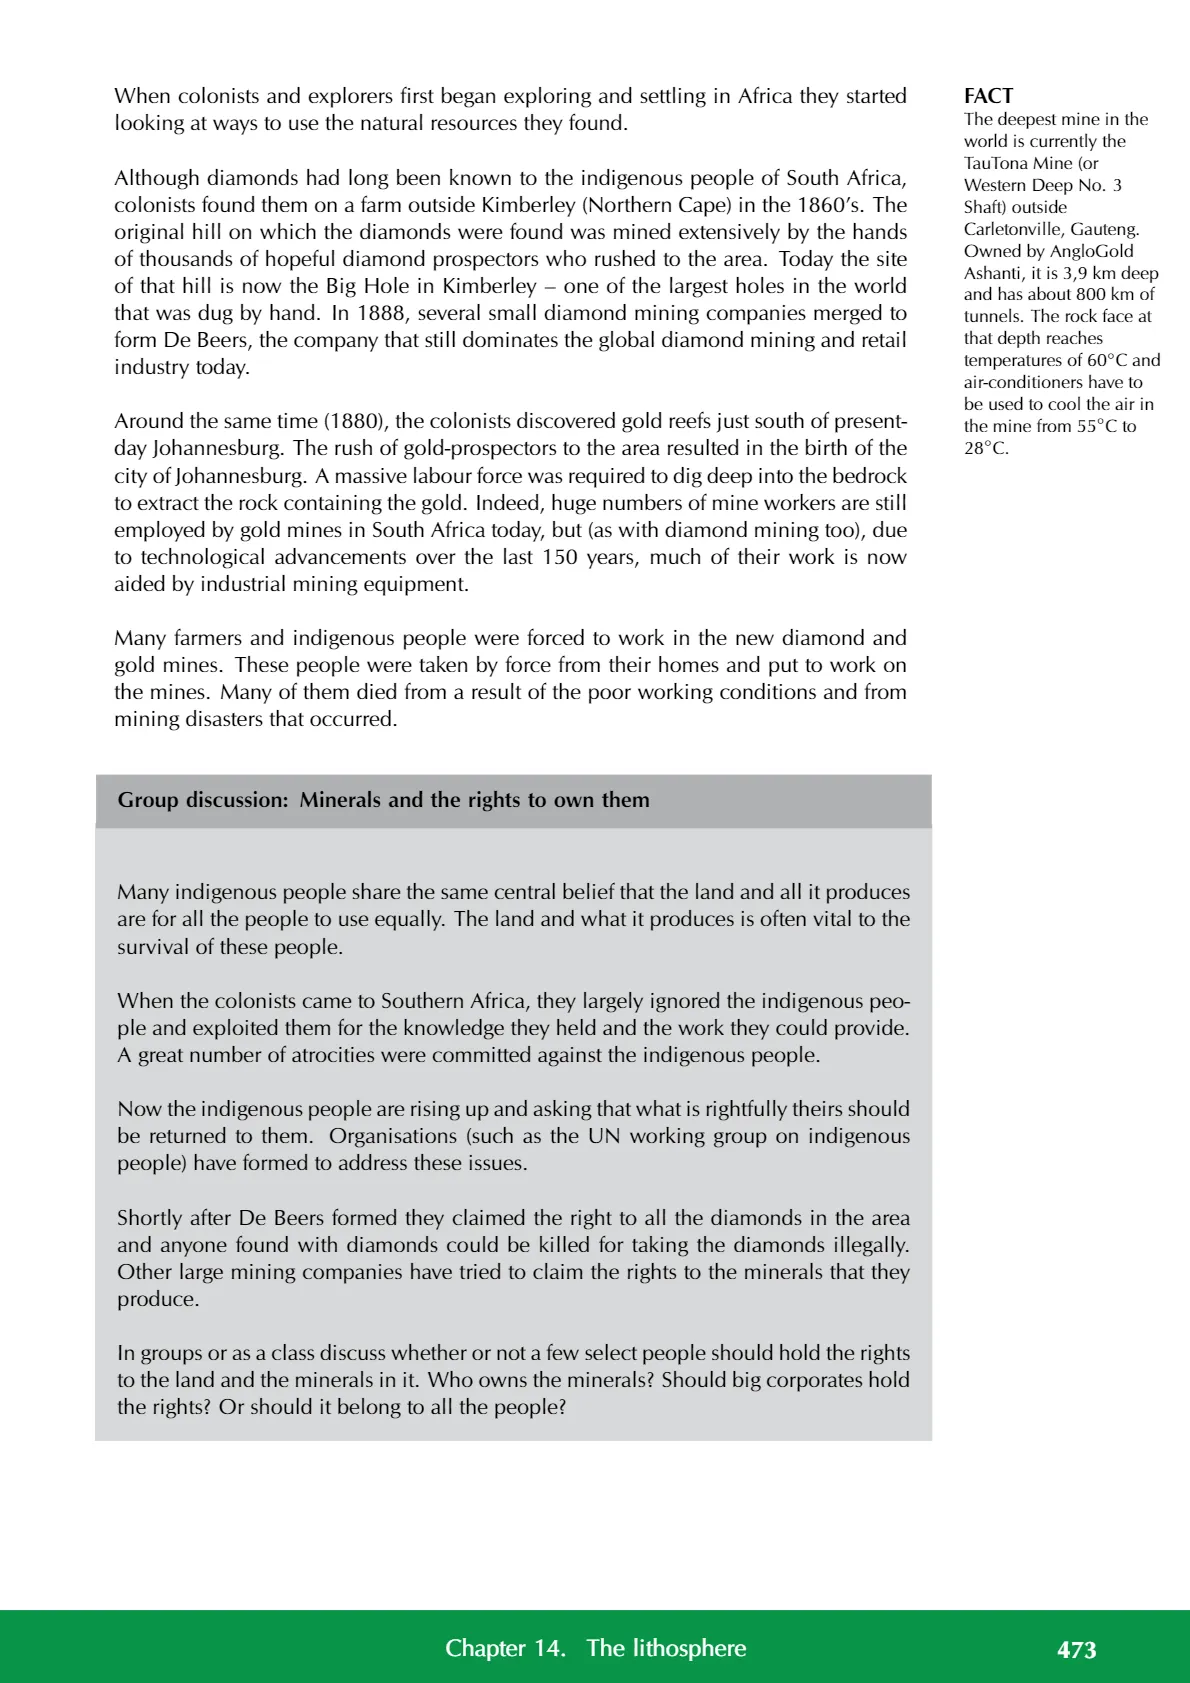 When colonists and explorers first began exploring and settling in Africa they started
looking at ways to use the natural resources they found.
Although diamonds had long been known to the indigenous people of South Africa,
colonists found them on a farm outside Kimberley (Northern Cape) in the 1860’s. The
original hill on which the diamonds were found was mined extensively by the hands
of thousands of hopeful diamond prospectors who rushed to the area. Today the site
of that hill is now the Big Hole in Kimberley – one of the largest holes in the world
that was dug by hand. In 1888, several small diamond mining companies merged to
form De Beers, the company that still dominates the global diamond mining and retail
industry today.
Around the same time (1880), the colonists discovered gold reefs just south of present-
day Johannesburg. The rush of gold-prospectors to the area resulted in the birth of the
city of Johannesburg. A massive labour force was required to dig deep into the bedrock
to extract the rock containing the gold. Indeed, huge numbers of mine workers are still
employed by gold mines in South Africa today, but (as with diamond mining too), due
to technological advancements over the last 150 years, much of their work is now
aided by industrial mining equipment.
Many farmers and indigenous people were forced to work in the new diamond and
gold mines. These people were taken by force from their homes and put to work on
the mines. Many of them died from a result of the poor working conditions and from
mining disasters that occurred.
FACT
The deepest mine in the
world is currently the
TauTona Mine (or
Western Deep No. 3
Shaft) outside
Carletonville, Gauteng.
Owned by AngloGold
Ashanti, it is 3,9 km deep
and has about 800 km of
tunnels. The rock face at
that depth reaches
temperatures of 60°C and
air-conditioners have to
be used to cool the air in
the mine from 55°C to
28°C.
Group discussion: Minerals and the rights to own them
Many indigenous people share the same central belief that the land and all it produces
are for all the people to use equally. The land and what it produces is often vital to the
survival of these people.
When the colonists came to Southern Africa, they largely ignored the indigenous peo-
ple and exploited them for the knowledge they held and the work they could provide.
A great number of atrocities were committed against the indigenous people.
Now the indigenous people are rising up and asking that what is rightfully theirs should
be returned to them. Organisations (such as the UN working group on indigenous
people) have formed to address these issues.
Shortly after De Beers formed they claimed the right to all the diamonds in the area
and anyone found with diamonds could be killed for taking the diamonds illegally.
Other large mining companies have tried to claim the rights to the minerals that they
produce.
In groups or as a class discuss whether or not a few select people should hold the rights
to the land and the minerals in it. Who owns the minerals? Should big corporates hold
the rights? Or should it belong to all the people?
Chapter 14. The lithosphere
473